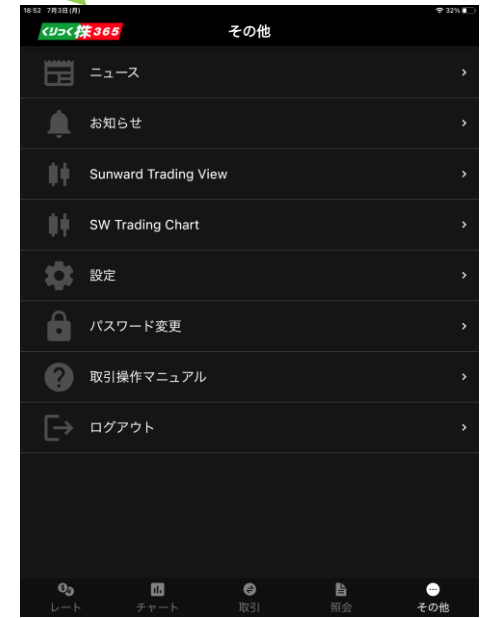 18:52 7月3日(月) 32%
くりっく株365 その他
ニュース
お知らせ
Sunward Trading View
SW Trading Chart
設定
パスワード変更
取引操作マニュアル
ログアウト
レート チャート 取引 照会 その他